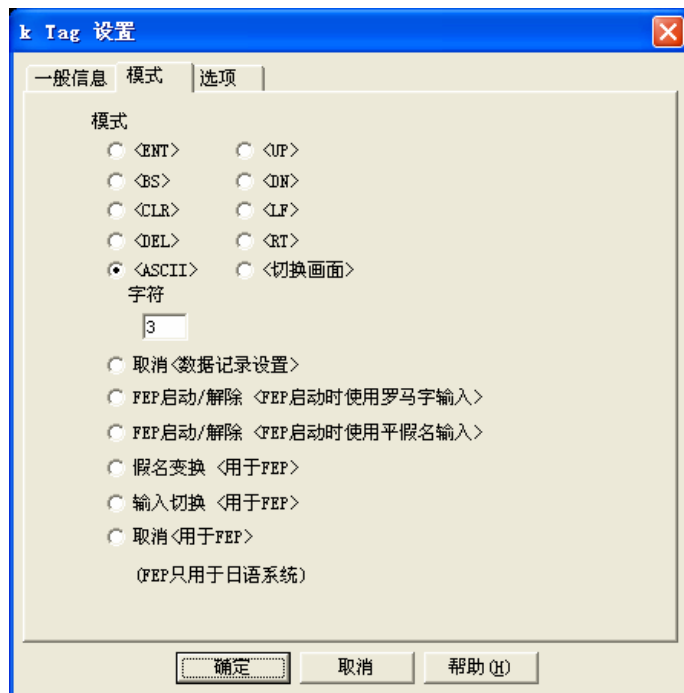 k Tag 设置
一般信息 模式 选项
模式
<ENT> <UP>
<BS> <DN>
<CLR> <LF>
<DEL> <RT>
<ASCII> <切换画面>
字符
3
取消<数据记录设置>
FEP启动/解除 <FEP启动时使用罗马字输入>
FEP启动/解除 <FEP启动时使用平假名输入>
假名变换 <用于FEP>
输入切换 <用于FEP>
取消<用于FEP>
(FEP只用于日语系统)
确定 取消 帮助(H)